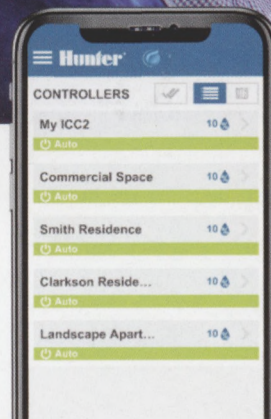 Hunter
CONTROLLERS
My ICC2 10
Auto
Commercial Space 10
Auto
Smith Residence 10
Auto
Clarkson Reside... 10
Auto
Landscape Apart... 10
Auto